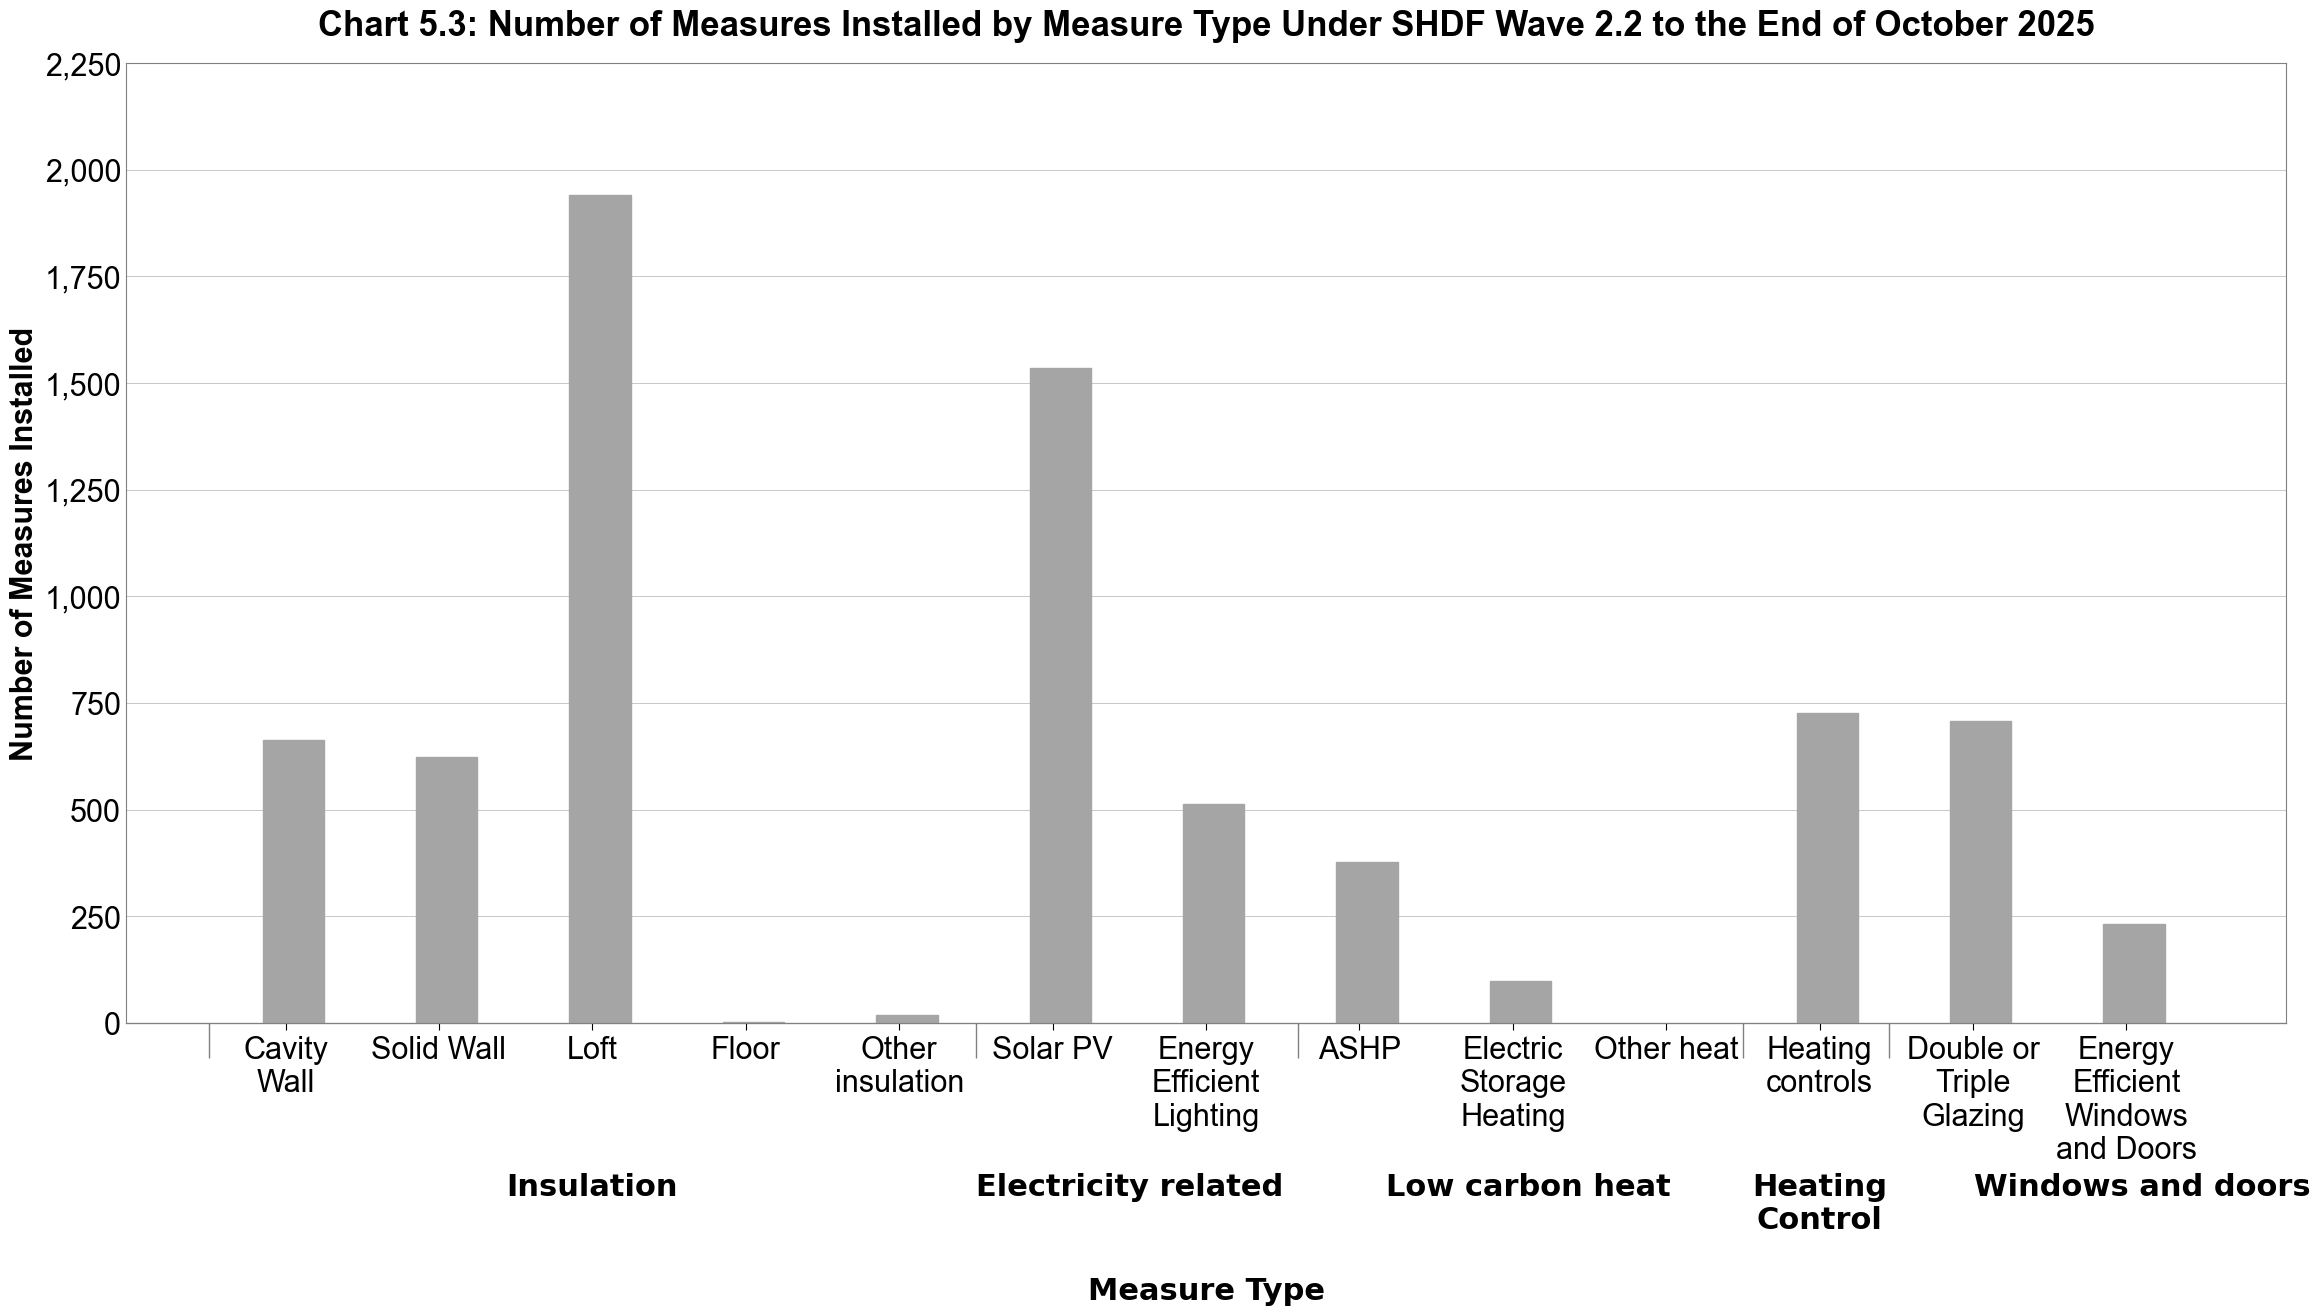 Chart 5.3: Number of Measures Installed by Measure Type Under SHDF Wave 2.2 to the End of October 2025
Number of Measures Installed
2,250
2,000
1,750
1,500
1,250
1,000
750
500
250
0
Cavity
Wall
Solid Wall
Loft
Floor
Other
insulation
Solar PV
Energy
Efficient
Lighting
ASHP
Electric
Storage
Heating
Other heat
Heating
controls
Double or
Triple
Glazing
Energy
Efficient
Windows
and Doors
Insulation
Electricity related
Low carbon heat
Heating
Control
Windows and doors
Measure Type